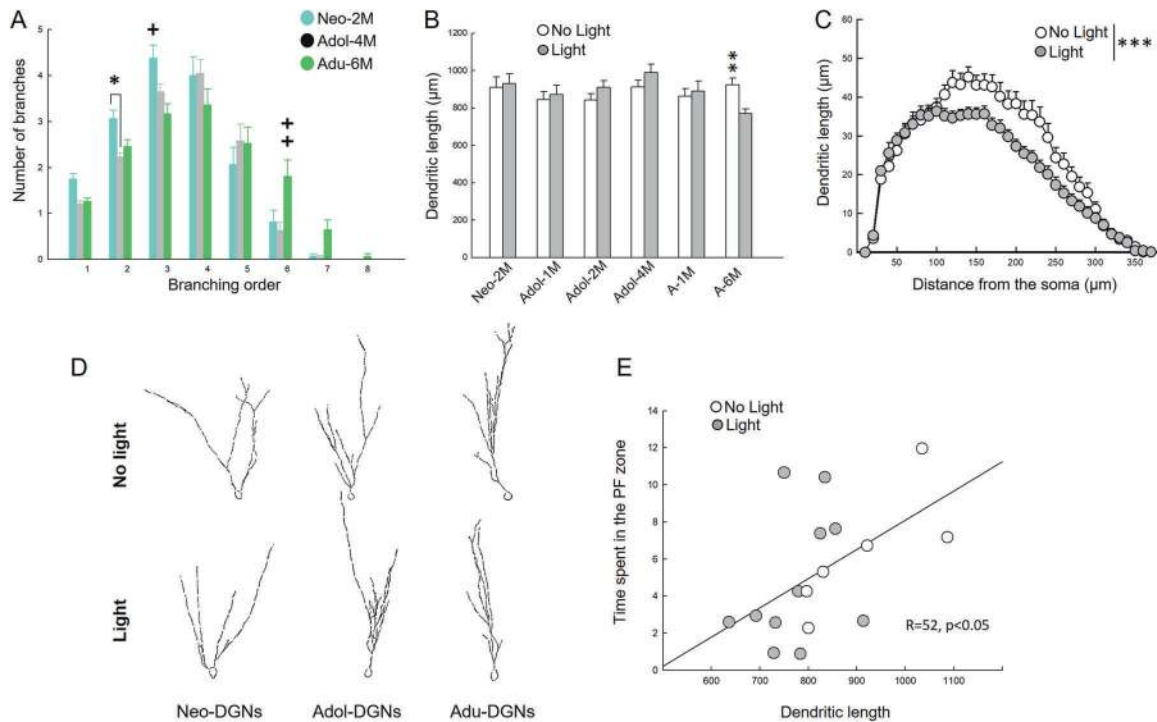 A
Neo-2M
Adol-4M
Adu-6M
Number of branches
5
4
3
2
1
0
*
+
+
+
1 2 3 4 5 6 7 8
Branching order
B
No Light
Light
Dendritic length (µm)
1200
1000
800
600
400
200
0
**
Neo-2M
Adol-1M
Adol-2M
Adol-4M
A-1M
A-6M
C
No Light
Light
***
Dendritic length (µm)
60
50
40
30
20
10
0
50 100 150 200 250 300 350
Distance from the soma (µm)
D
No light
Light
Neo-DGNs Adol-DGNs Adu-DGNs
E
No Light
Light
Time spent in the PF zone
14
12
10
8
6
4
2
0
R=52, p<0.05
600 700 800 900 1000 1100
Dendritic length